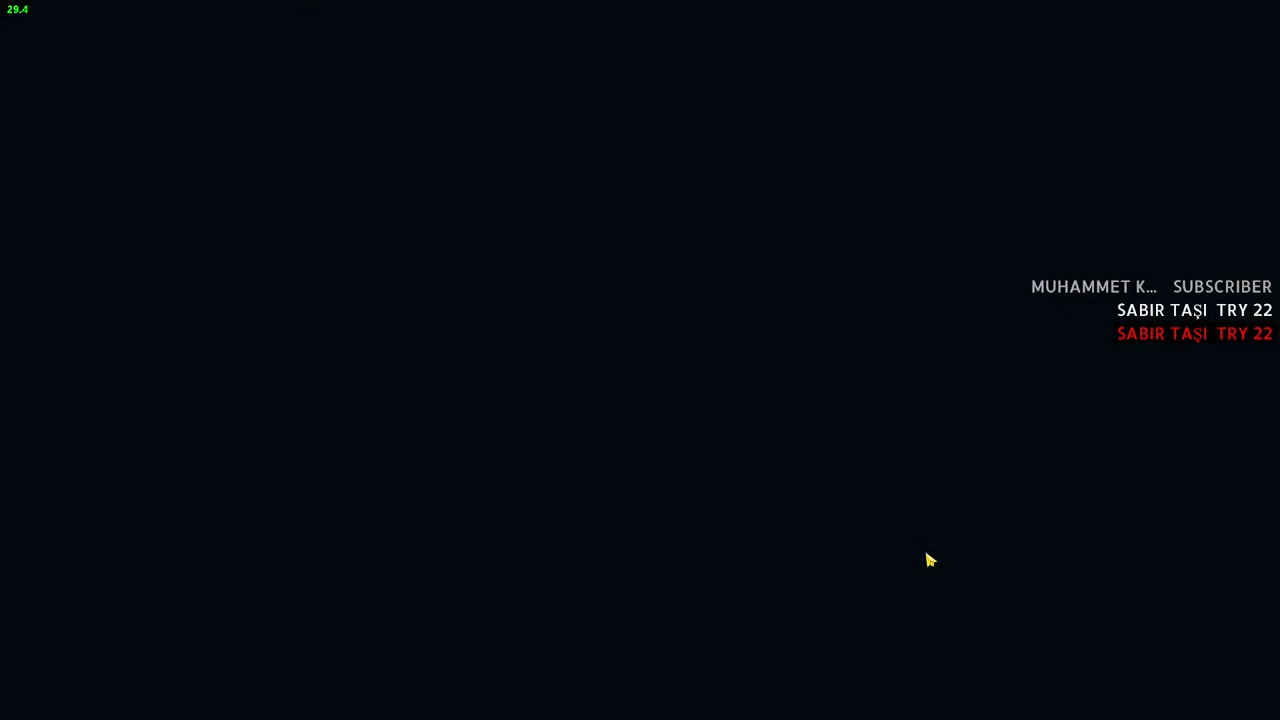 29.4
MUHAMMET K... SUBSCRIBER
SABIR TAŞI TRY 22
SABIR TAŞI TRY 22